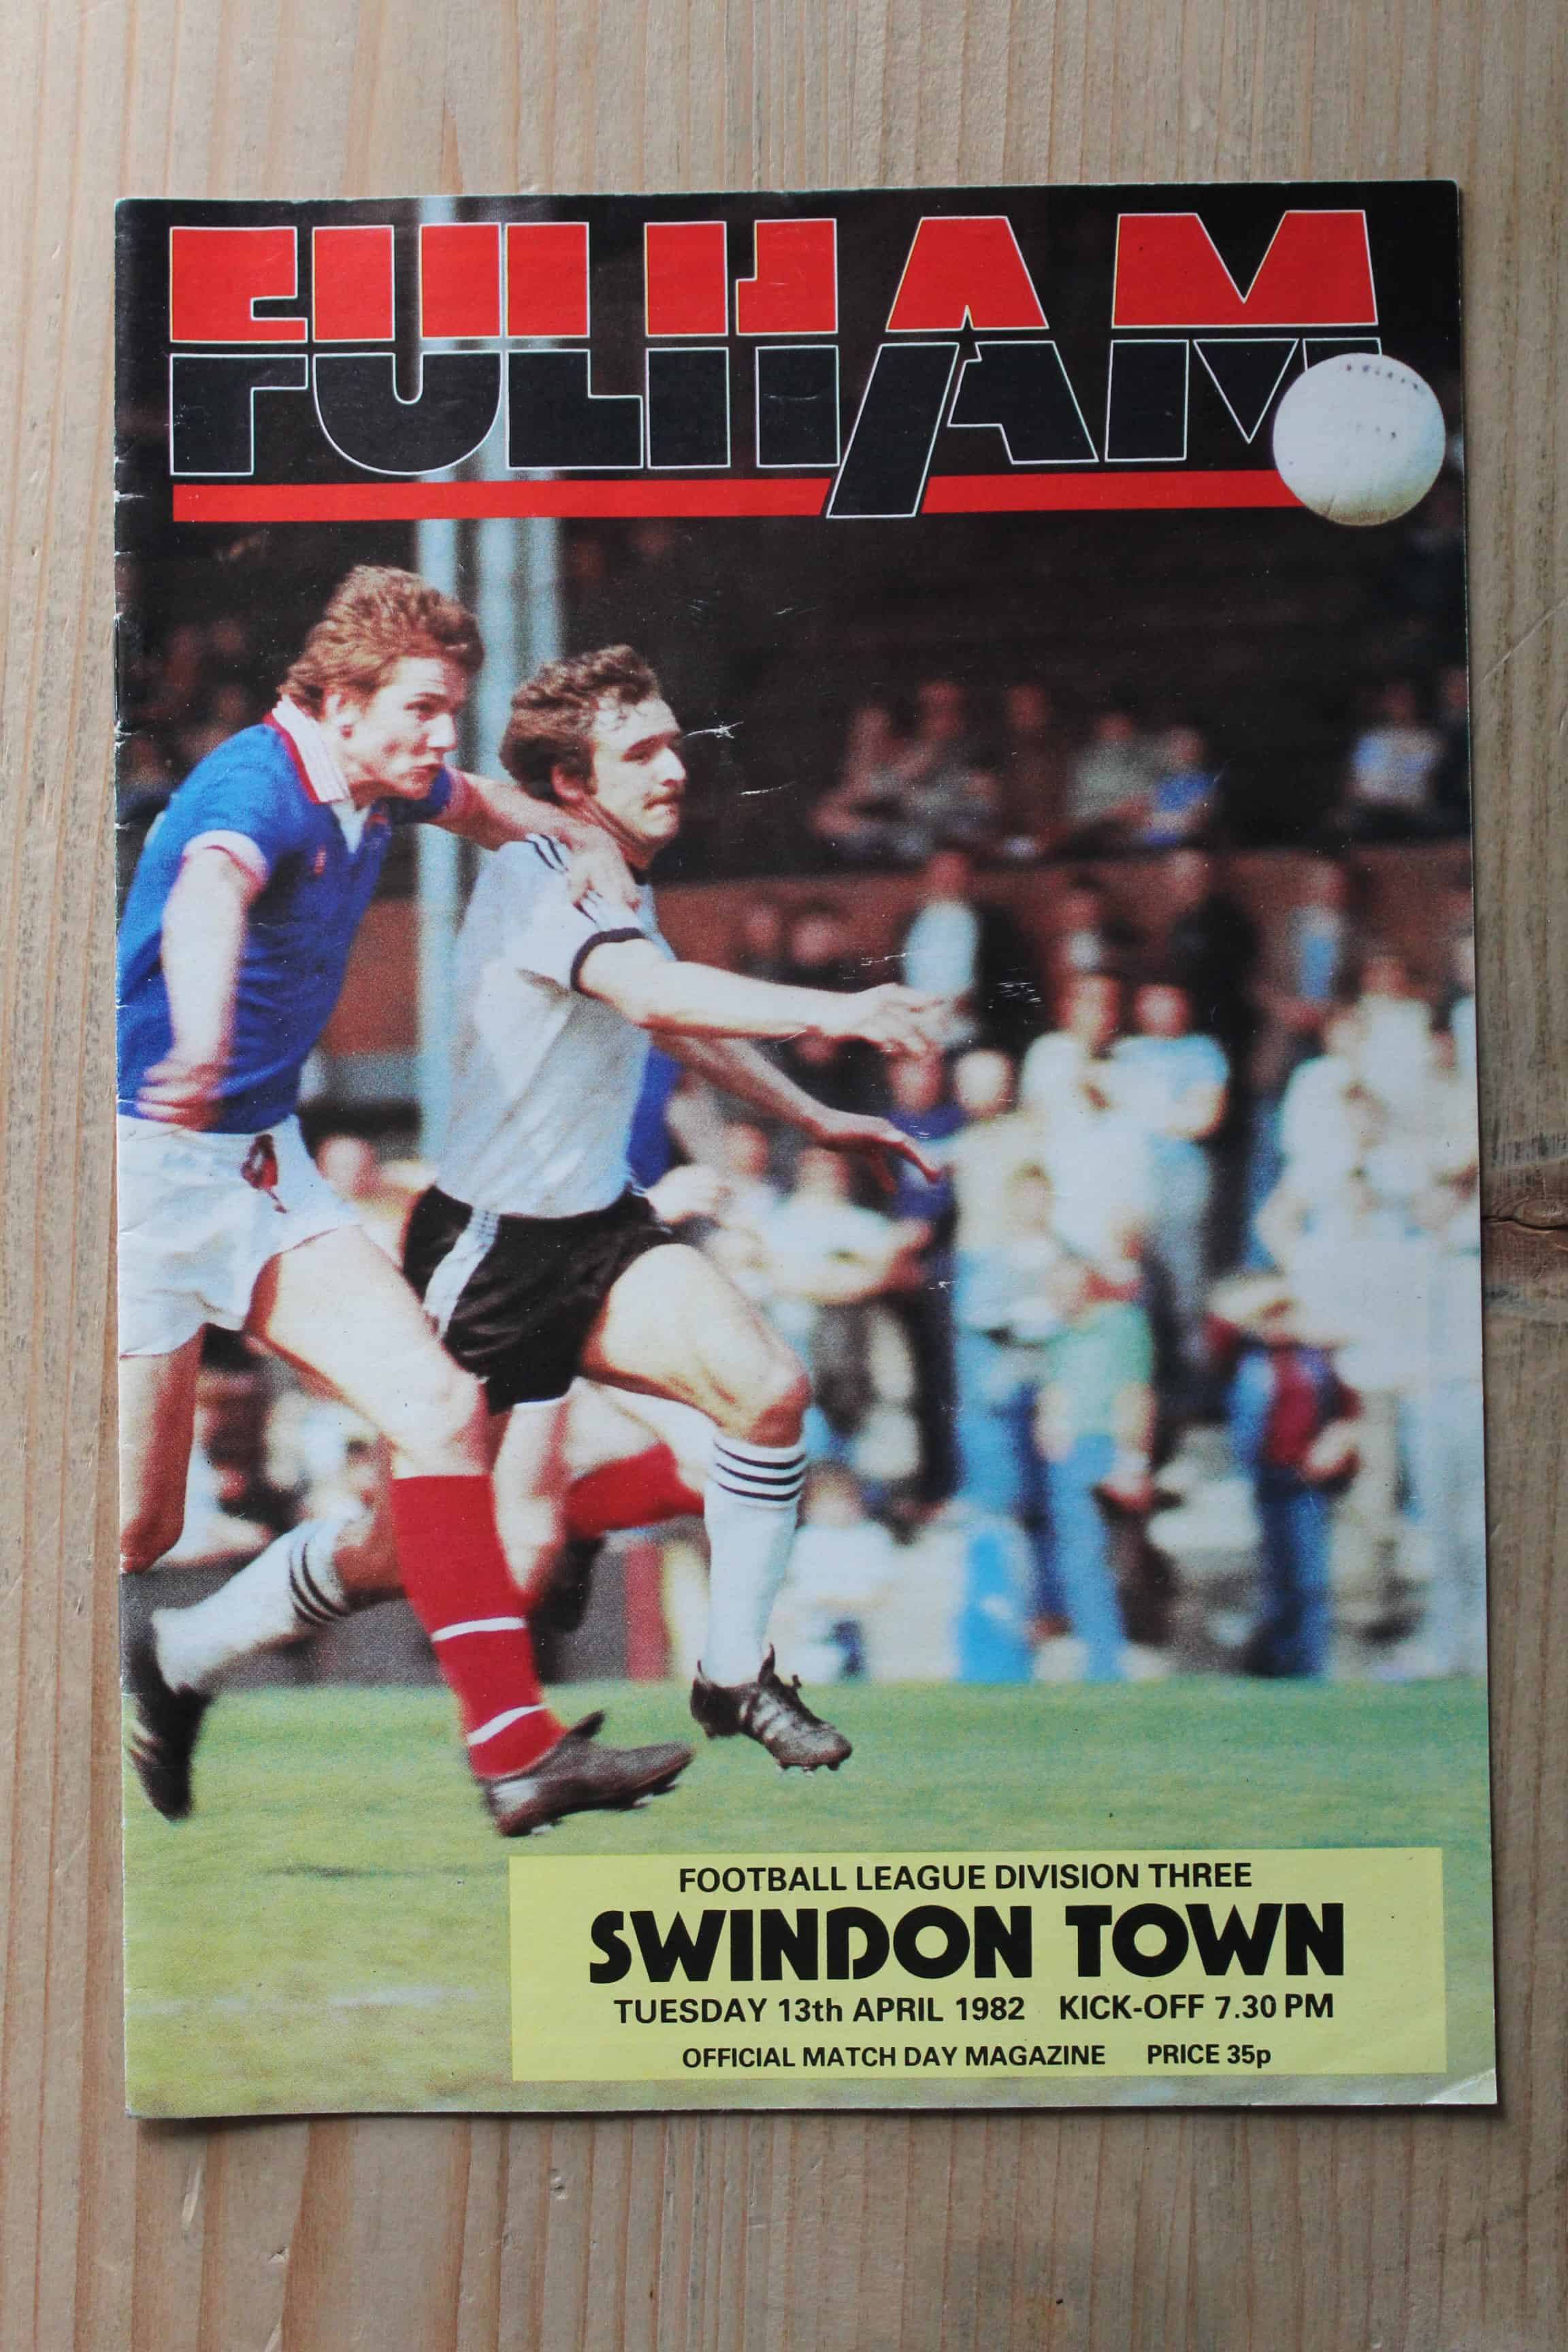 FULHAM
FOOTBALL LEAGUE DIVISION THREE
SWINDON TOWN
TUESDAY 13th APRIL 1982 KICK-OFF 7.30 PM
OFFICIAL MATCH DAY MAGAZINE PRICE 35p